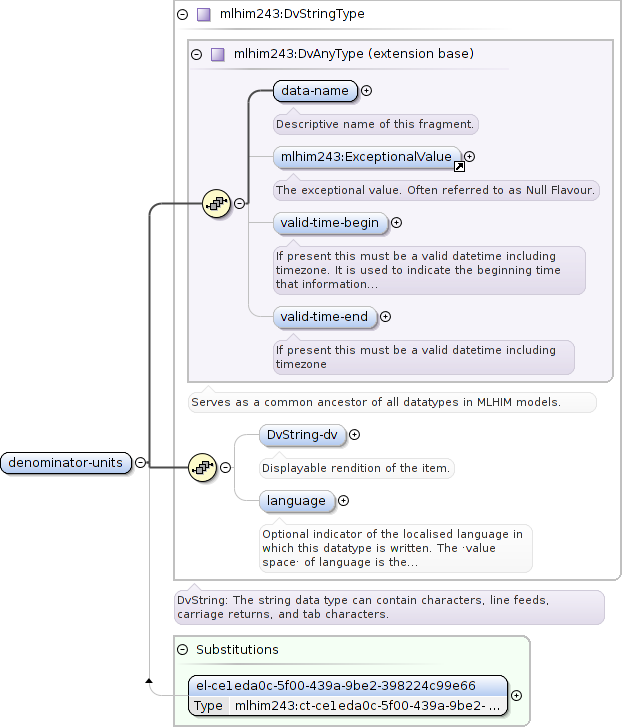 mlhim243:DvStringType
mlhim243:DvAnyType (extension base)
data-name
Descriptive name of this fragment.
mlhim243:ExceptionalValue
The exceptional value. Often referred to as Null Flavour.
valid-time-begin
If present this must be a valid datetime including
timezone. It is used to indicate the beginning time
that information...
valid-time-end
If present this must be a valid datetime including
timezone
Serves as a common ancestor of all datatypes in MLHIM models.
denominator-units
DvString-dv
Displayable rendition of the item.
language
Optional indicator of the localised language in
which this datatype is written. The ·value
space· of language is the...
DvString: The string data type can contain characters, line feeds,
carriage returns, and tab characters.
Substitutions
el-ce1eda0c-5f00-439a-9be2-398224c99e66
Type mlhim243:ct-ce1eda0c-5f00-439a-9be2- ...